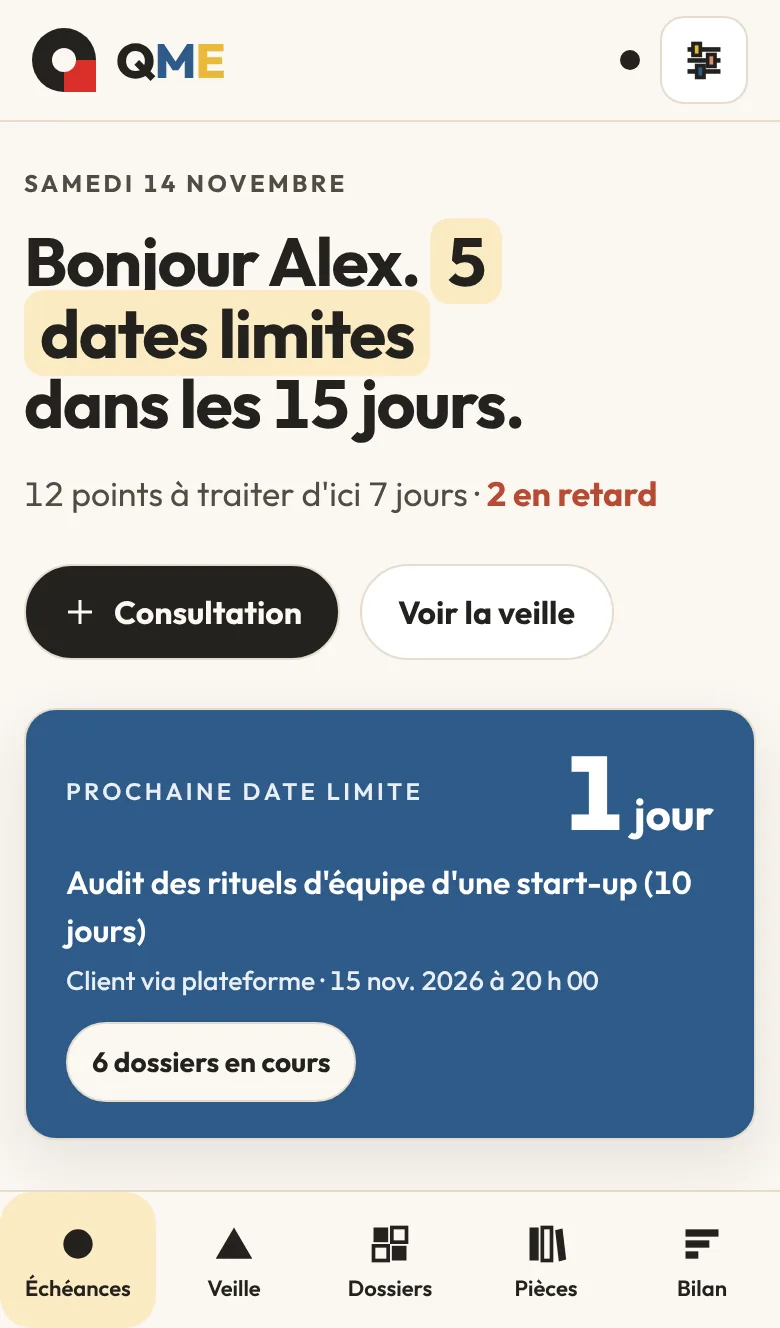 QME
SAMEDI 14 NOVEMBRE
Bonjour Alex. 5
dates limites
dans les 15 jours.
12 points à traiter d'ici 7 jours · 2 en retard
+ Consultation
Voir la veille
PROCHAINE DATE LIMITE
1 jour
Audit des rituels d'équipe d'une start-up (10
jours)
Client via plateforme · 15 nov. 2026 à 20 h 00
6 dossiers en cours
Échéances
Veille
Dossiers
Pièces
Bilan